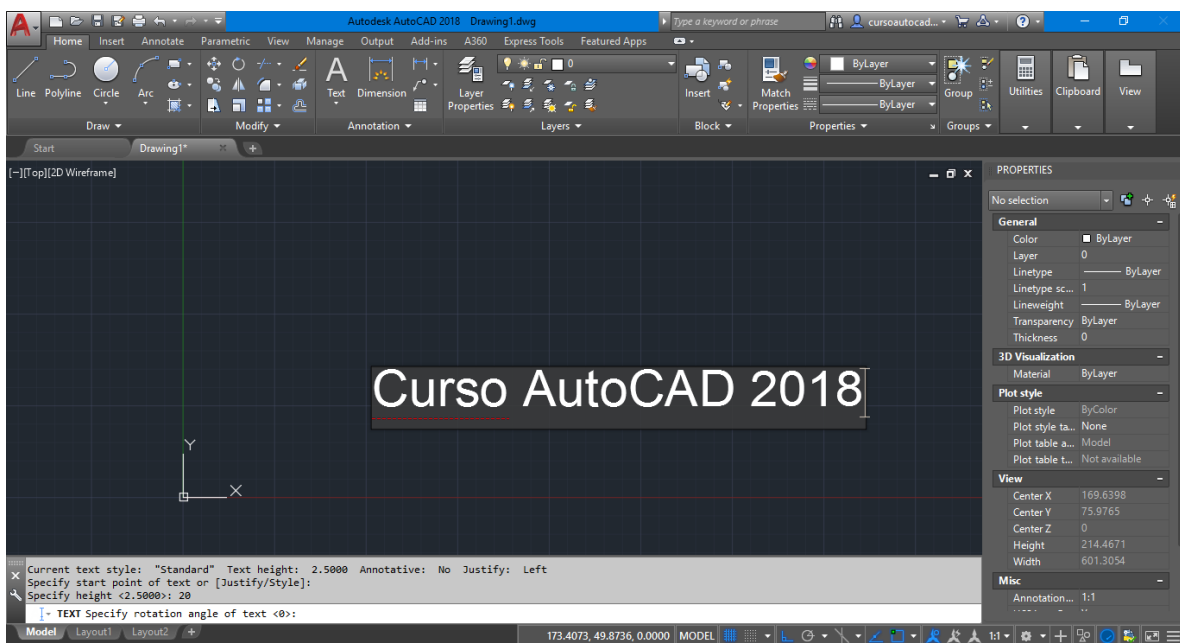 Autodesk AutoCAD 2018 Drawing1.dwg
Type a keyword or phrase
cursoautocad...
Home Insert Annotate Parametric View Manage Output Add-ins A360 Express Tools Featured Apps
Line Polyline Circle Arc
Text Dimension
Layer Properties
0
Insert
Match Properties
ByLayer
ByLayer
ByLayer
Group
Utilities Clipboard View
Draw Modify Annotation Layers Block Properties Groups
Start Drawing1* +
[−][Top][2D Wireframe]
Curso AutoCAD 2018
Y
X
PROPERTIES
No selection
General
Color ByLayer
Layer 0
Linetype ByLayer
Linetype sc... 1
Lineweight ByLayer
Transparency ByLayer
Thickness 0
3D Visualization
Material ByLayer
Plot style
Plot style ByColor
Plot style ta... None
Plot table a... Model
Plot table t... Not available
View
Center X 169.6398
Center Y 75.9765
Center Z 0
Height 214.4671
Width 601.3054
Misc
Annotation... 1:1
Current text style: "Standard" Text height: 2.5000 Annotative: No Justify: Left
Specify start point of text or [Justify/Style]:
Specify height <2.5000>: 20
TEXT Specify rotation angle of text <0>:
Model Layout1 Layout2 +
173.4073, 49.8736, 0.0000 MODEL 1:1